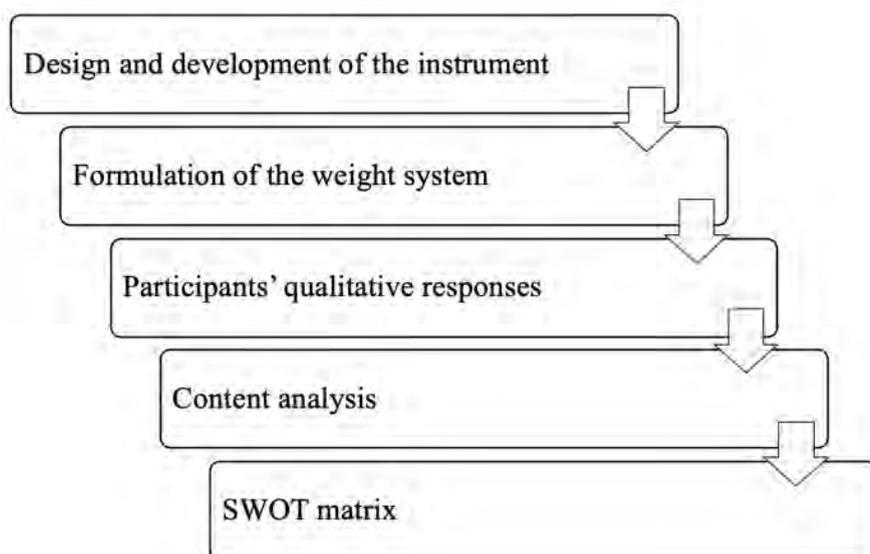 Design and development of the instrument
Formulation of the weight system
Participants’ qualitative responses
Content analysis
SWOT matrix